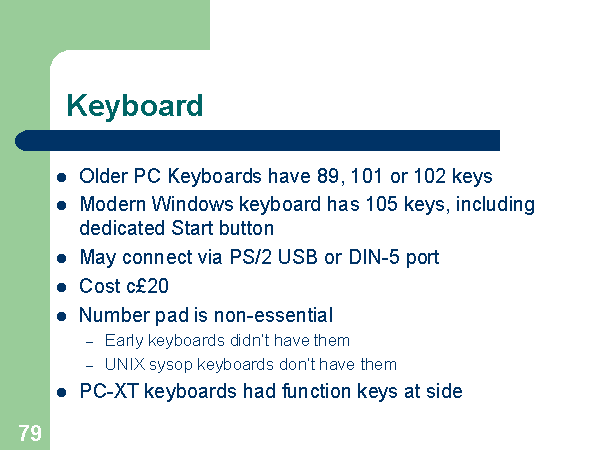 Keyboard
Older PC Keyboards have 89, 101 or 102 keys
Modern Windows keyboard has 105 keys, including
dedicated Start button
May connect via PS/2 USB or DIN-5 port
Cost c£20
Number pad is non-essential
– Early keyboards didn't have them
– UNIX sysop keyboards don't have them
PC-XT keyboards had function keys at side
79